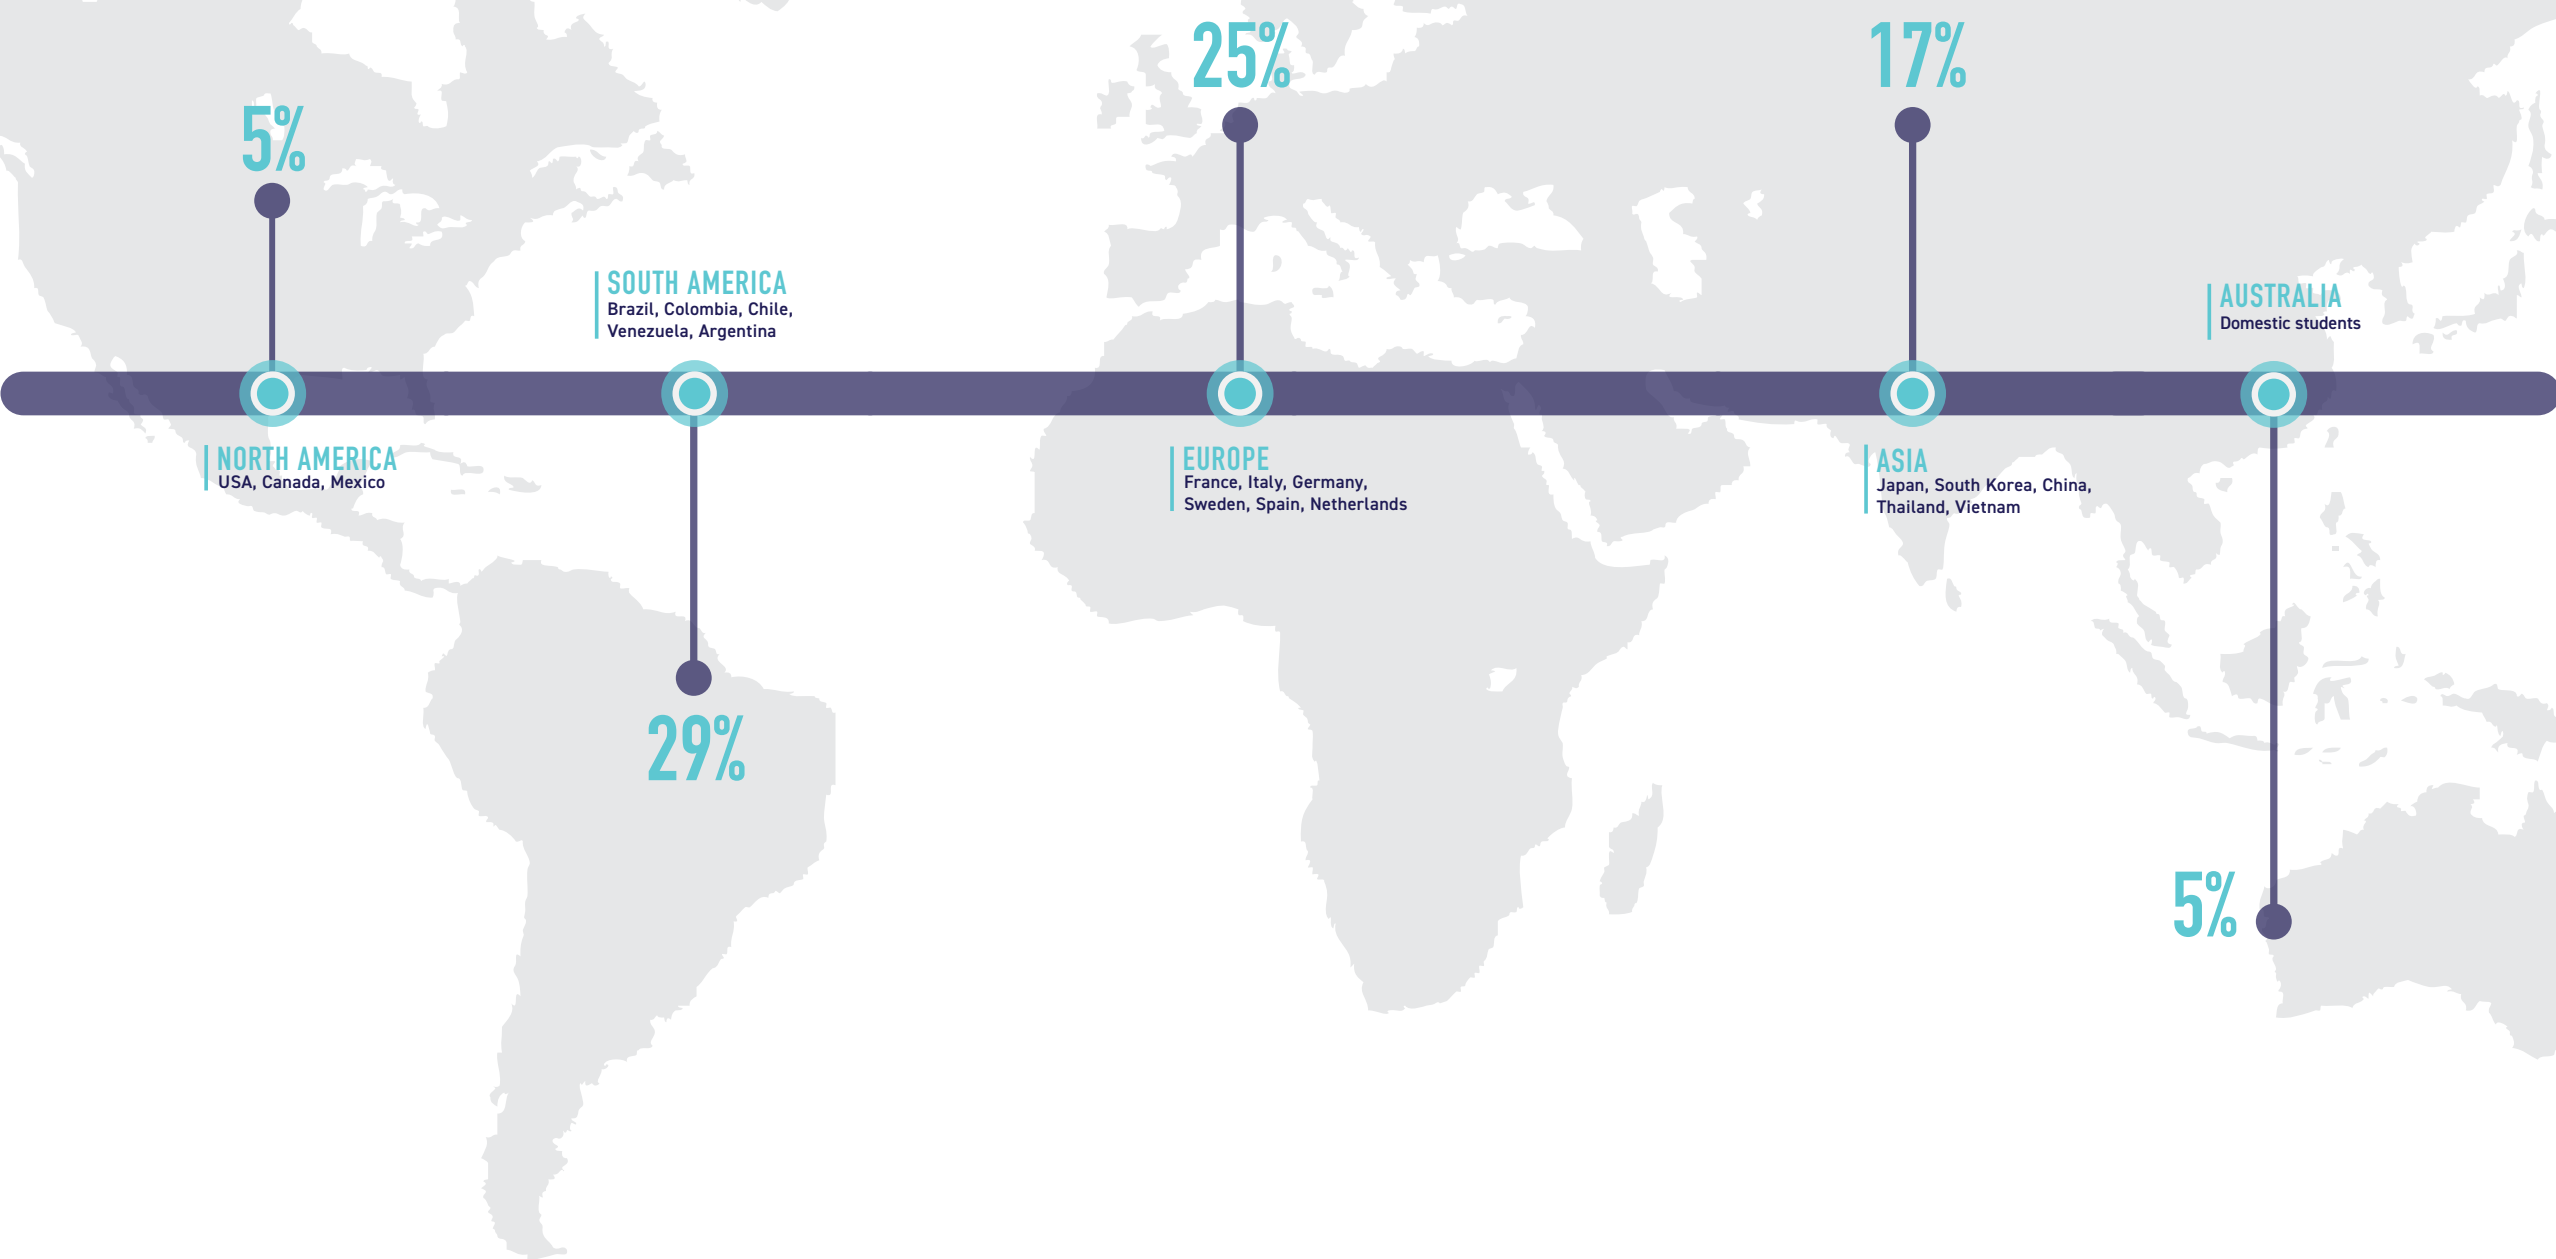 5%
NORTH AMERICA
USA, Canada, Mexico
SOUTH AMERICA
Brazil, Colombia, Chile,
Venezuela, Argentina
29%
25%
EUROPE
France, Italy, Germany,
Sweden, Spain, Netherlands
17%
ASIA
Japan, South Korea, China,
Thailand, Vietnam
AUSTRALIA
Domestic students
5%